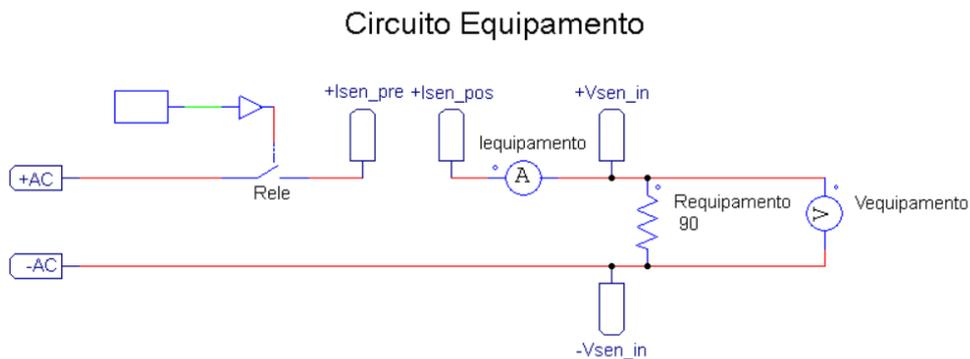 Circuito Equipamento
+Isen_pre
+Isen_pos
+Vsen_in
Iequipamento
A
+AC
Rele
Requipamento
90
V
Vequipamento
-AC
-Vsen_in